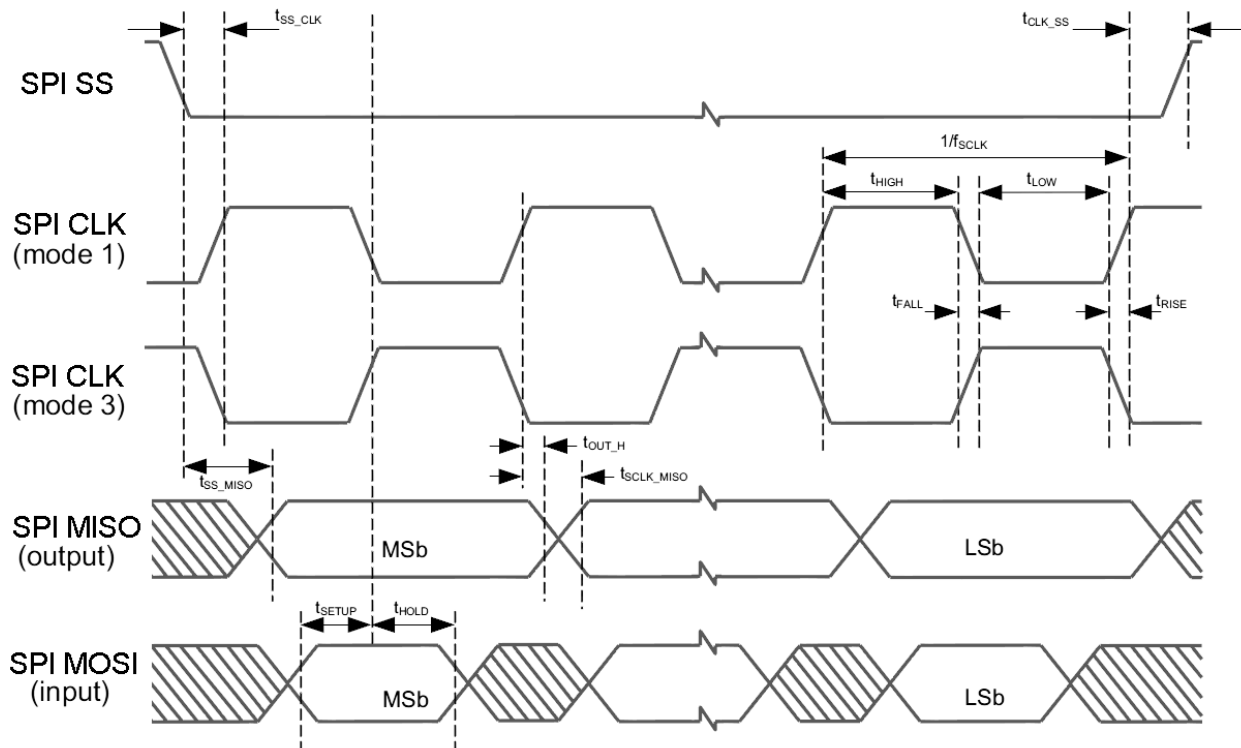 tSS_CLK
tCLK_SS
SPI SS
1/fSCLK
tHIGH
tLOW
SPI CLK
(mode 1)
tFALL
tRISE
SPI CLK
(mode 3)
tOUT_H
tSS_MISO
tSCLK_MISO
SPI MISO
(output)
MSb
LSb
tSETUP
tHOLD
SPI MOSI
(input)
MSb
LSb